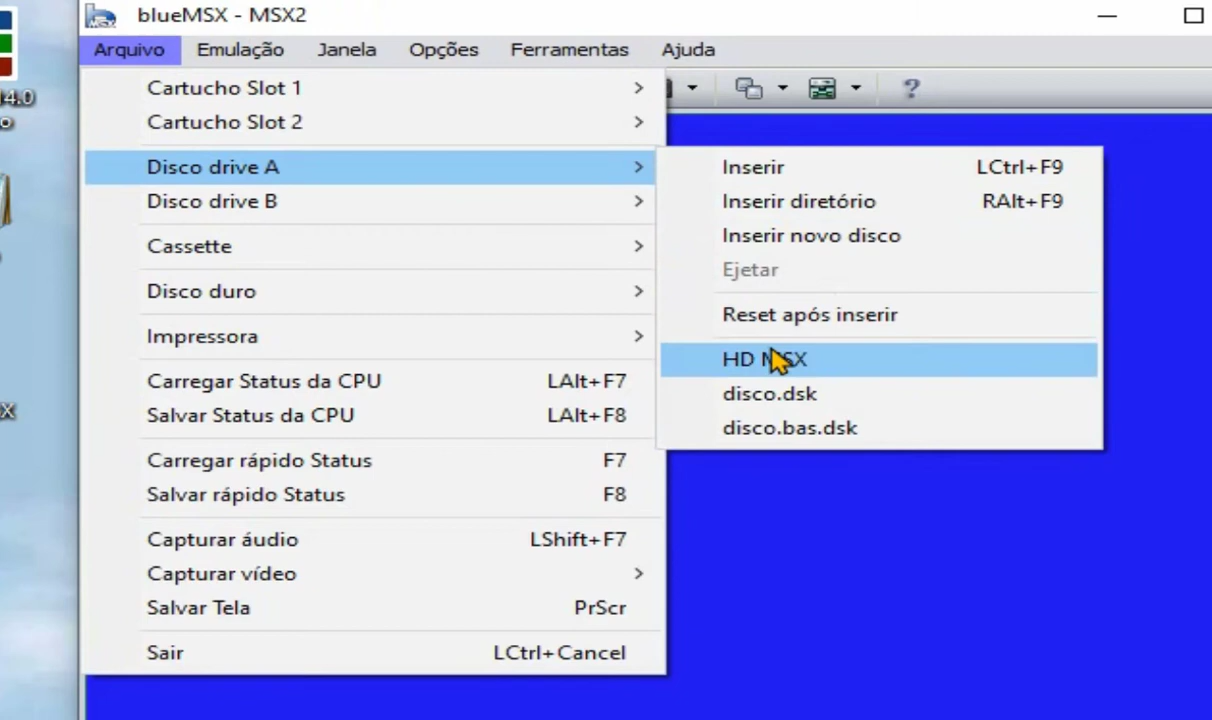 blueMSX - MSX2
Arquivo Emulação Janela Opções Ferramentas Ajuda
4.0
Cartucho Slot 1
Cartucho Slot 2
Disco drive A
Disco drive B
Cassette
Disco duro
Impressora
Carregar Status da CPU LAlt+F7
Salvar Status da CPU LAlt+F8
Carregar rápido Status F7
Salvar rápido Status F8
Capturar áudio LShift+F7
Capturar vídeo
Salvar Tela PrScr
Sair LCtrl+Cancel
Inserir LCtrl+F9
Inserir diretório RAlt+F9
Inserir novo disco
Ejetar
Reset após inserir
HD MSX
disco.dsk
disco.bas.dsk